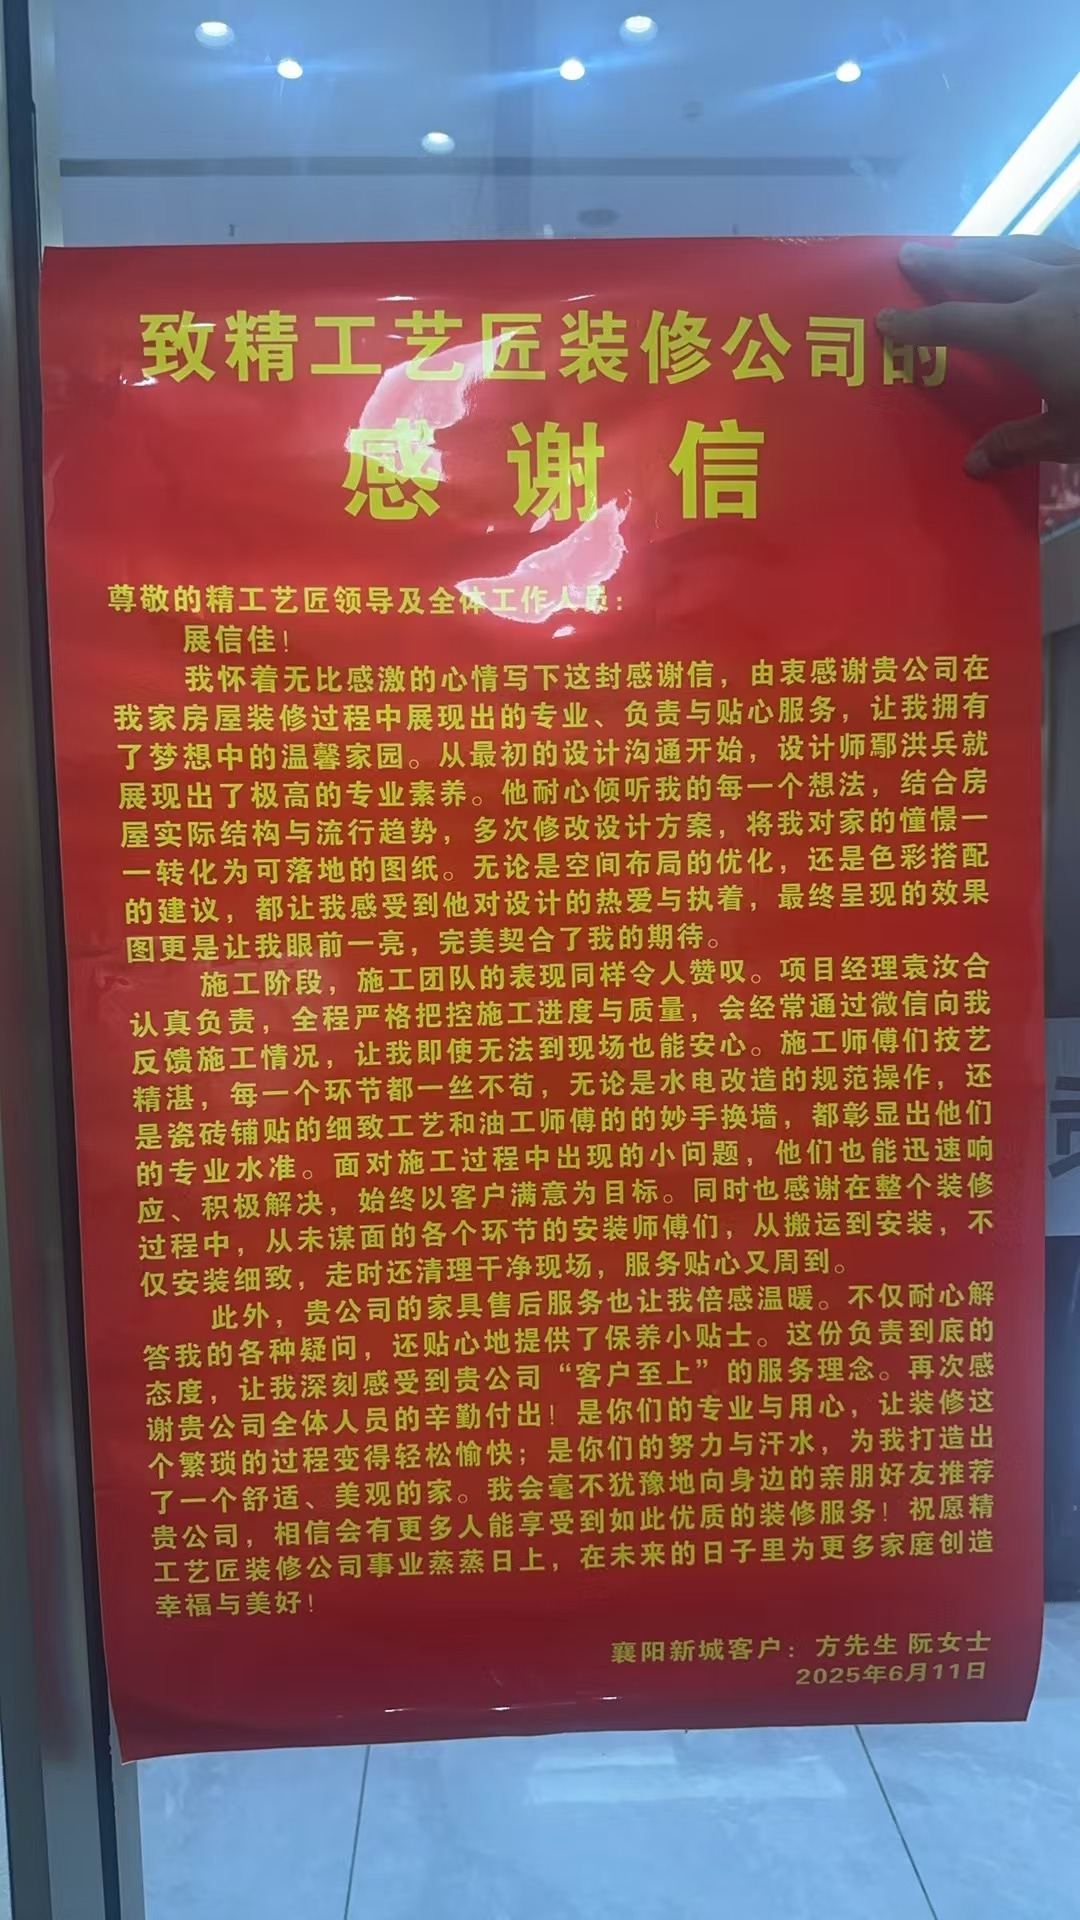 致精工艺匠装修公司的
感谢信
尊敬的精工艺匠领导及全体工作人员：
展信佳！
我怀着无比感激的心情写下这封感谢信，由衷感谢贵公司在
我家房屋装修过程中展现出的专业、负责与贴心服务，让我拥有
了梦想中的温馨家园。从最初的设计沟通开始，设计师鄢洪兵就
展现出了极高的专业素养。他耐心倾听我的每一个想法，结合房
屋实际结构与流行趋势，多次修改设计方案，将我对家的憧憬一
一转化为可落地的图纸。无论是空间布局的优化，还是色彩搭配
的建议，都让我感受到他对设计的热爱与执着，最终呈现的效果
图更是让我眼前一亮，完美契合了我的期待。
施工阶段，施工团队的表现同样令人赞叹。项目经理袁汝合
认真负责，全程严格把控施工进度与质量，会经常通过微信向我
反馈施工情况，让我即使无法到现场也能安心。施工师傅们技艺
精湛，每一个环节都一丝不苟，无论是水电改造的规范操作，还
是瓷砖铺贴的细致工艺和油工师傅的的妙手换墙，都彰显出他们
的专业水准。面对施工过程中出现的小问题，他们也能迅速响
应、积极解决，始终以客户满意为目标。同时也感谢在整个装修
过程中，从未谋面的各个环节的安装师傅们，从搬运到安装，不
仅安装细致，走时还清理干净现场，服务贴心又周到。
此外，贵公司的家具售后服务也让我倍感温暖。不仅耐心解
答我的各种疑问，还贴心地提供了保养小贴士。这份负责到底的
态度，让我深刻感受到贵公司“客户至上”的服务理念。再次感
谢贵公司全体人员的辛勤付出！是你们的专业与用心，让装修这
个繁琐的过程变得轻松愉快；是你们的努力与汗水，为我打造出
了一个舒适、美观的家。我会毫不犹豫地向身边的亲朋好友推荐
贵公司，相信会有更多人能享受到如此优质的装修服务！祝愿精
工艺匠装修公司事业蒸蒸日上，在未来的日子里为更多家庭创造
幸福与美好！
襄阳新城客户：方先生 阮女士
2025年6月11日